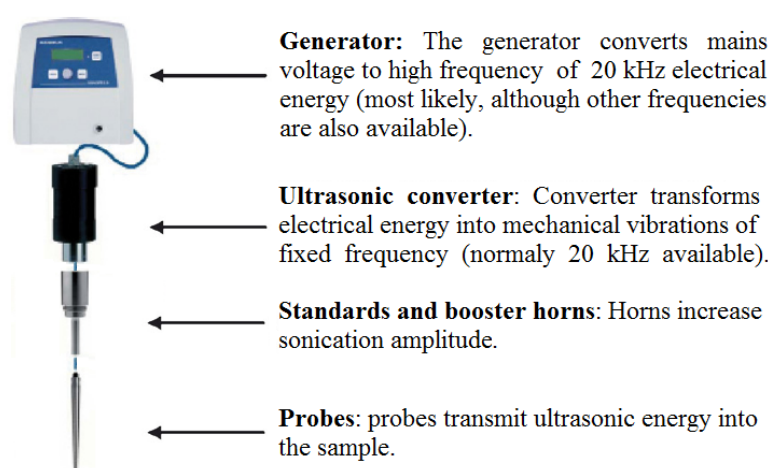 Generator: The generator converts mains
voltage to high frequency of 20 kHz electrical
energy (most likely, although other frequencies
are also available).
Ultrasonic converter: Converter transforms
electrical energy into mechanical vibrations of
fixed frequency (normaly 20 kHz available).
Standards and booster horns: Horns increase
sonication amplitude.
Probes: probes transmit ultrasonic energy into
the sample.